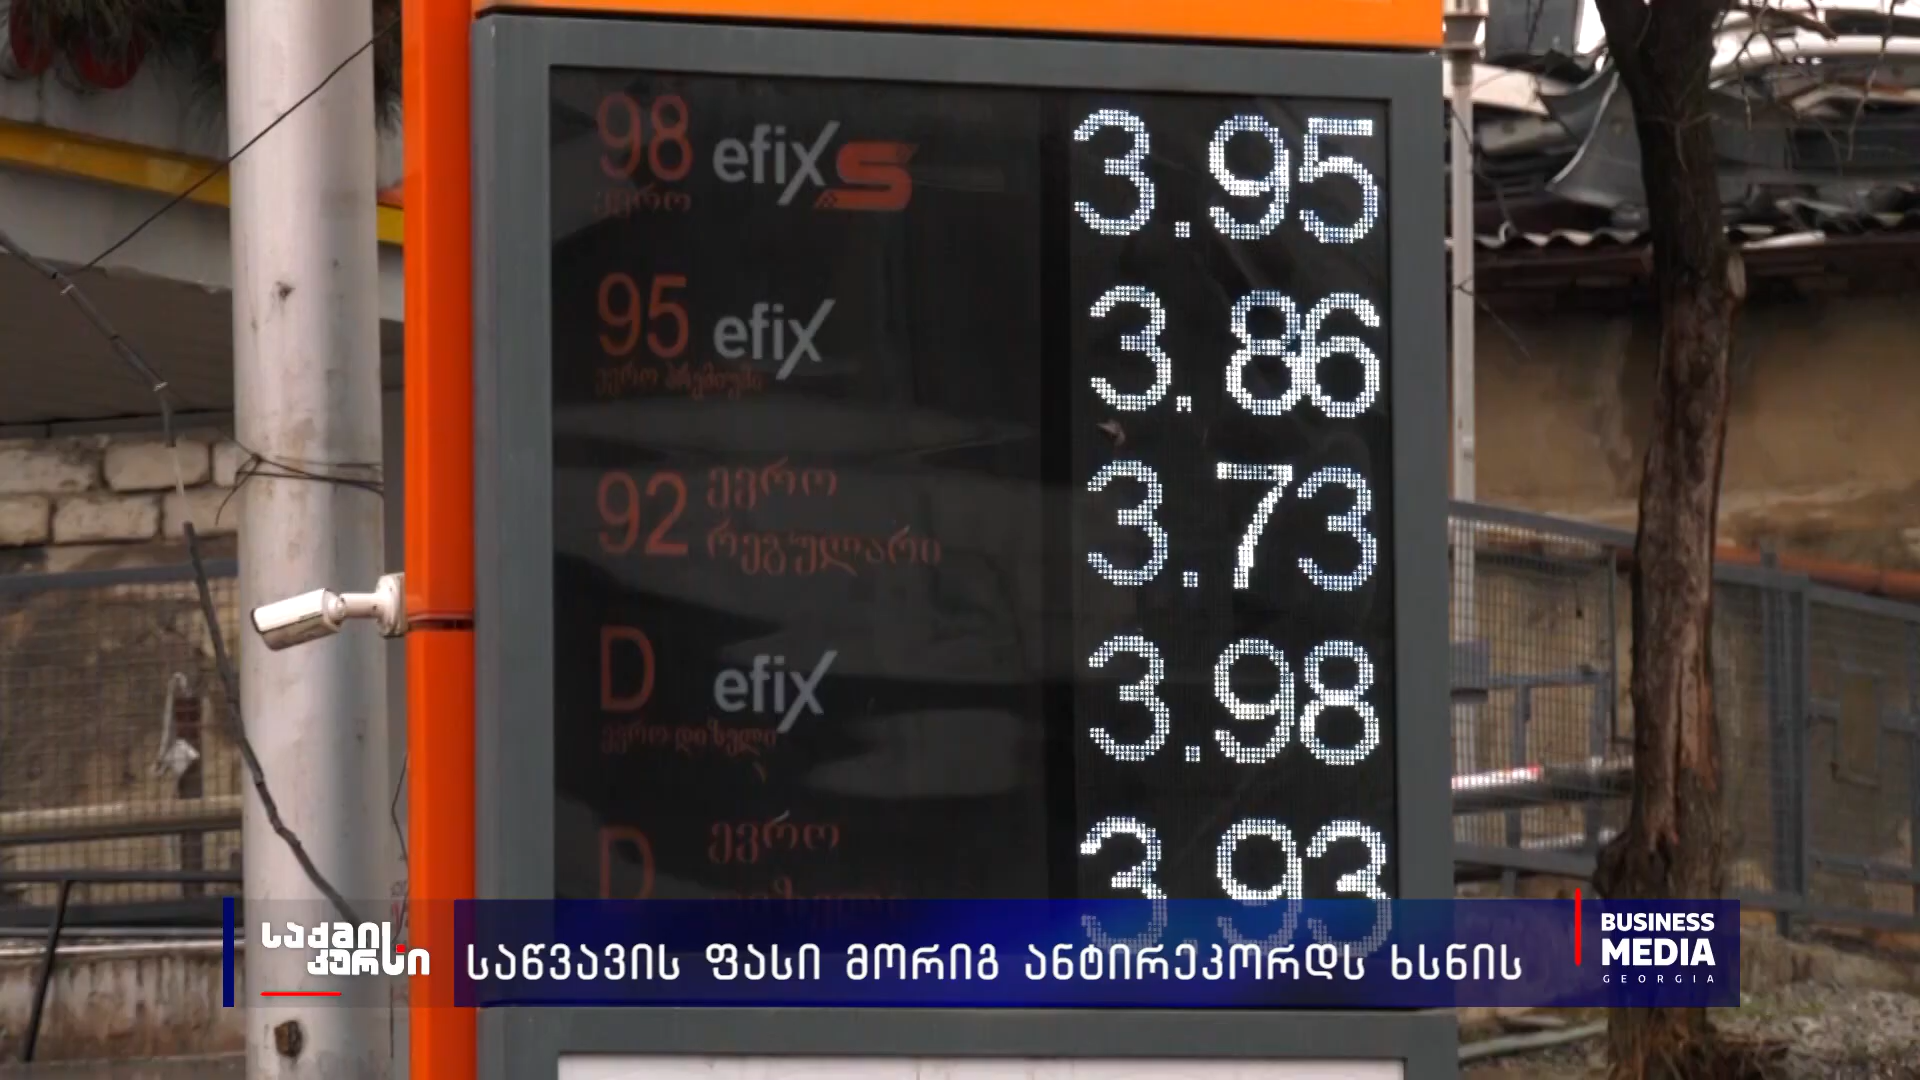 98 efix S 3.95
ევრო
95 efix 3.86
ევრო პრემიუმი
92 ევრო 3.73
რეგულარი
D efix 3.98
ევრო დიზელი
D ევრო 3.93
დიზელი
საქმის
კურსი
საწვავის ფასი მორიგ ანტირეკორდს ხსნის
BUSINESS
MEDIA
GEORGIA